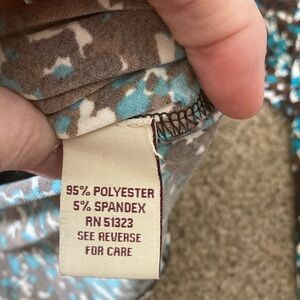 95% POLYESTER
5% SPANDEX
RN 51323
SEE REVERSE
FOR CARE